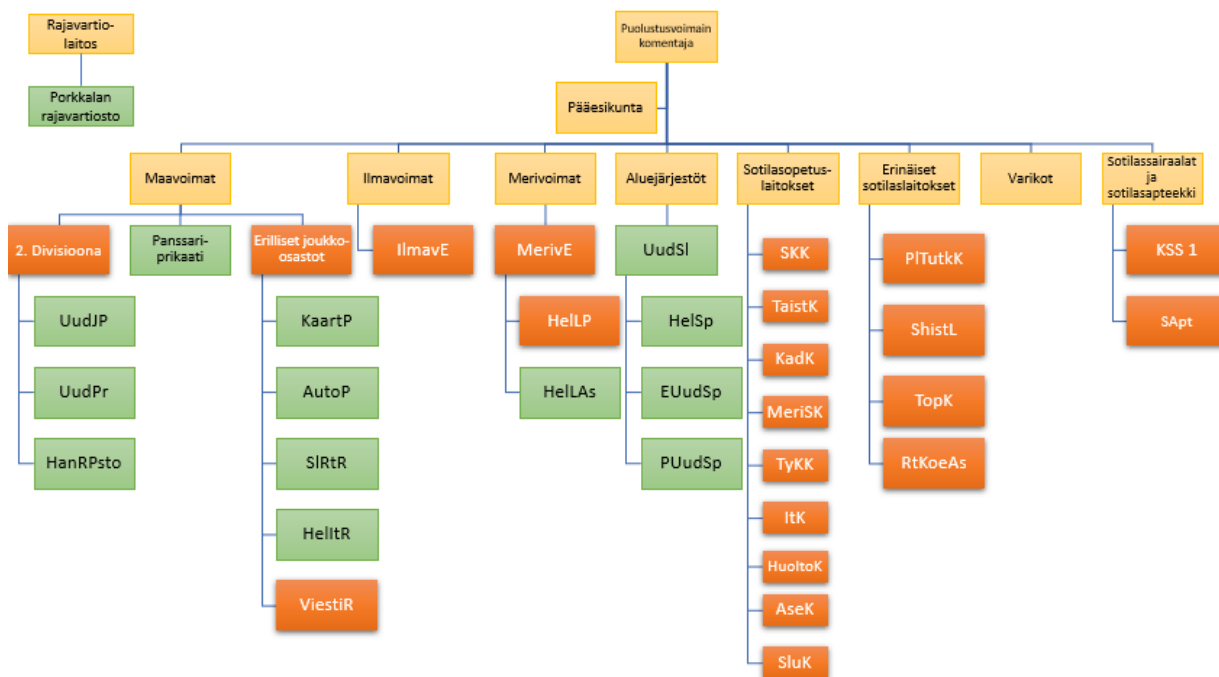 Rajavartio-
laitos
Porkkalan
rajavartiosto
Puolustusvoimain
komentaja
Pääesikunta
Maavoimat
Ilmavoimat
Merivoimat
Aluejärjestöt
Sotilasopetus-
laitokset
Erinäiset
sotilaslaitokset
Varikot
Sotilassairaalat
ja
sotilasapteekki
2. Divisioona
Panssari-
prikaati
Erilliset joukko-
osastot
UudJP
UudPr
HanRPsto
KaartP
AutoP
SlRtR
HelItR
ViestiR
IlmavE
MerivE
HelLP
HelLAs
UudSl
HelSp
EUudSp
PUudSp
SKK
TaistK
KadK
MeriSK
TyKK
ItK
HuoltoK
AseK
SluK
PlTutkK
ShistL
TopK
RtKoeAs
KSS 1
SApt